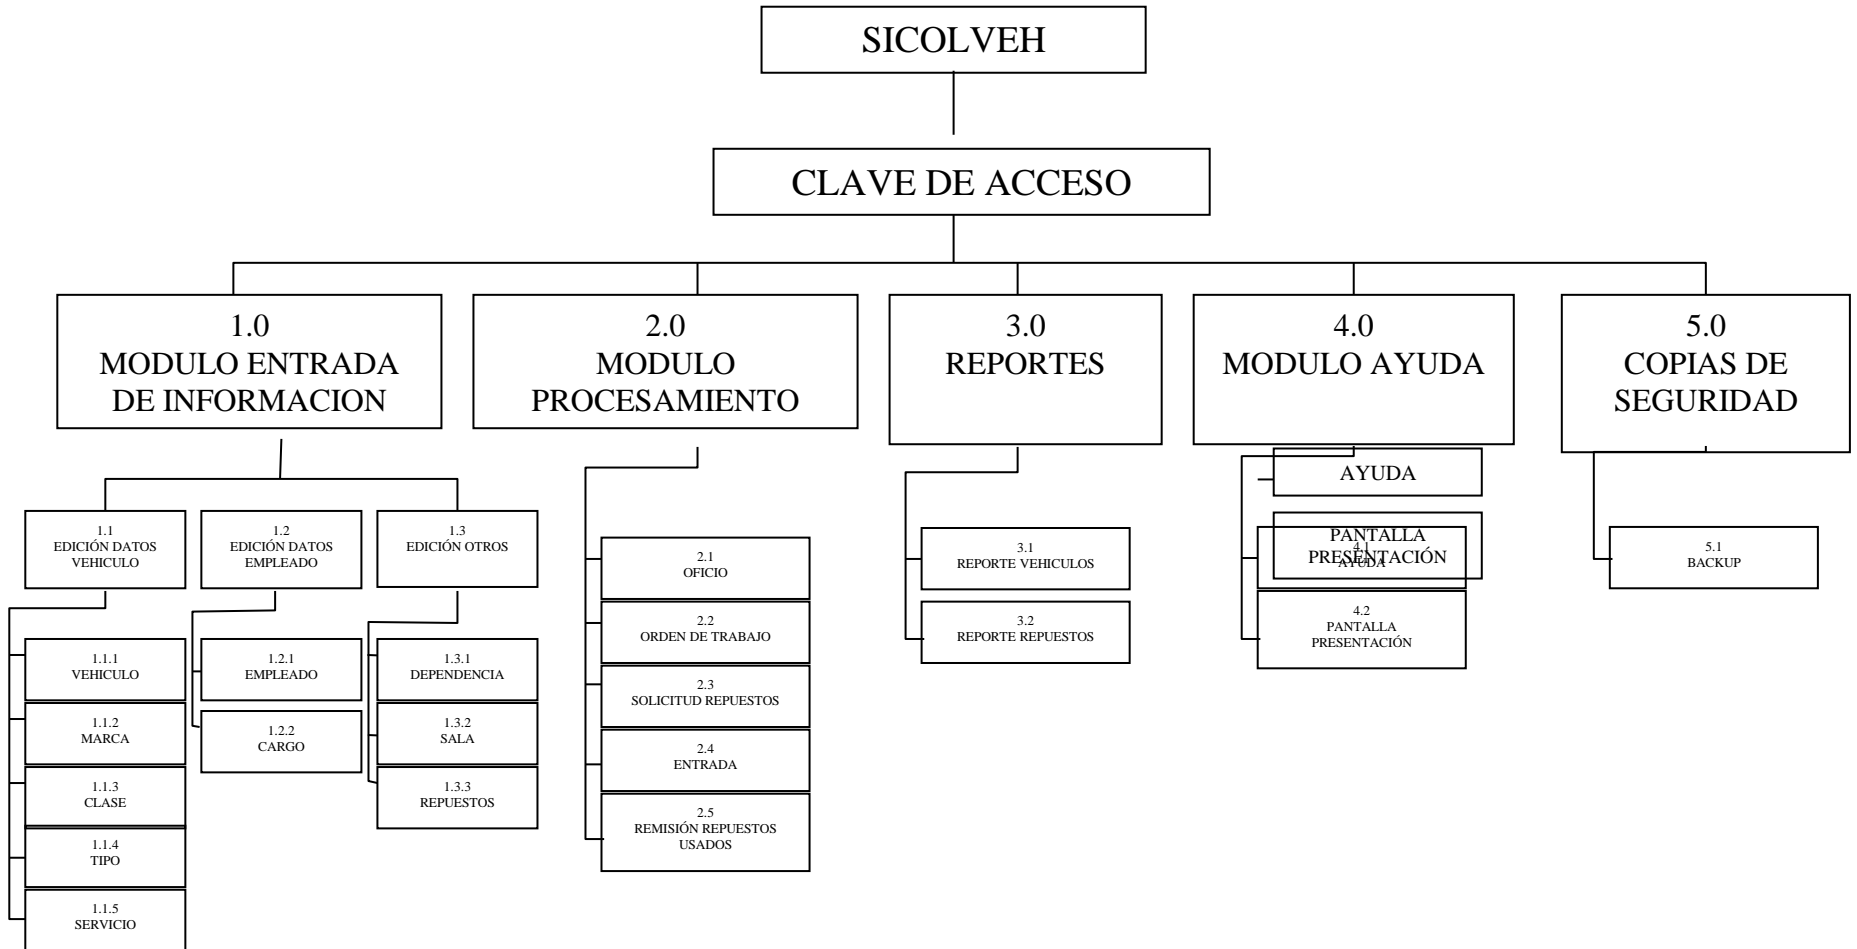 SICOLVEH
CLAVE DE ACCESO
1.0
MODULO ENTRADA
DE INFORMACION
2.0
MODULO
PROCESAMIENTO
3.0
REPORTES
4.0
MODULO AYUDA
5.0
COPIAS DE
SEGURIDAD
1.1
EDICIÓN DATOS
VEHICULO
1.2
EDICIÓN DATOS
EMPLEADO
1.3
EDICIÓN OTROS
1.1.1
VEHICULO
1.1.2
MARCA
1.1.3
CLASE
1.1.4
TIPO
1.1.5
SERVICIO
1.2.1
EMPLEADO
1.2.2
CARGO
1.3.1
DEPENDENCIA
1.3.2
SALA
1.3.3
REPUESTOS
2.1
OFICIO
2.2
ORDEN DE TRABAJO
2.3
SOLICITUD REPUESTOS
2.4
ENTRADA
2.5
REMISIÓN REPUESTOS
USADOS
3.1
REPORTE VEHICULOS
3.2
REPORTE REPUESTOS
AYUDA
PANTALLA
PRESENTACIÓN
4.1
AYUDA
4.2
PANTALLA
PRESENTACIÓN
5.1
BACKUP